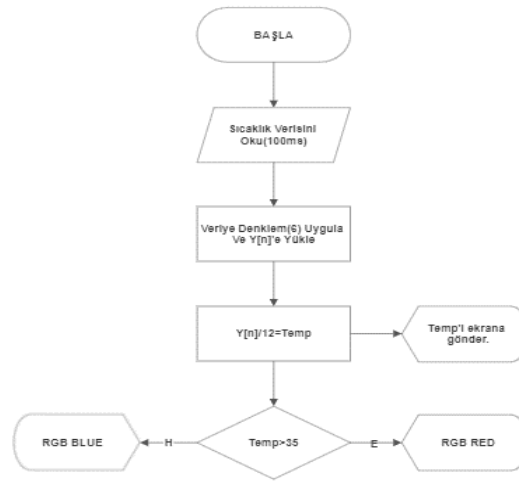 BAŞLA
Sıcaklık Verisini
Oku(100ms)
Veriye Denklem(6) Uygula
Ve Y[n]'e Yükle
Y[n]/12=Temp
Temp'i ekrana
gönder.
RGB BLUE
H
Temp>35
E
RGB RED